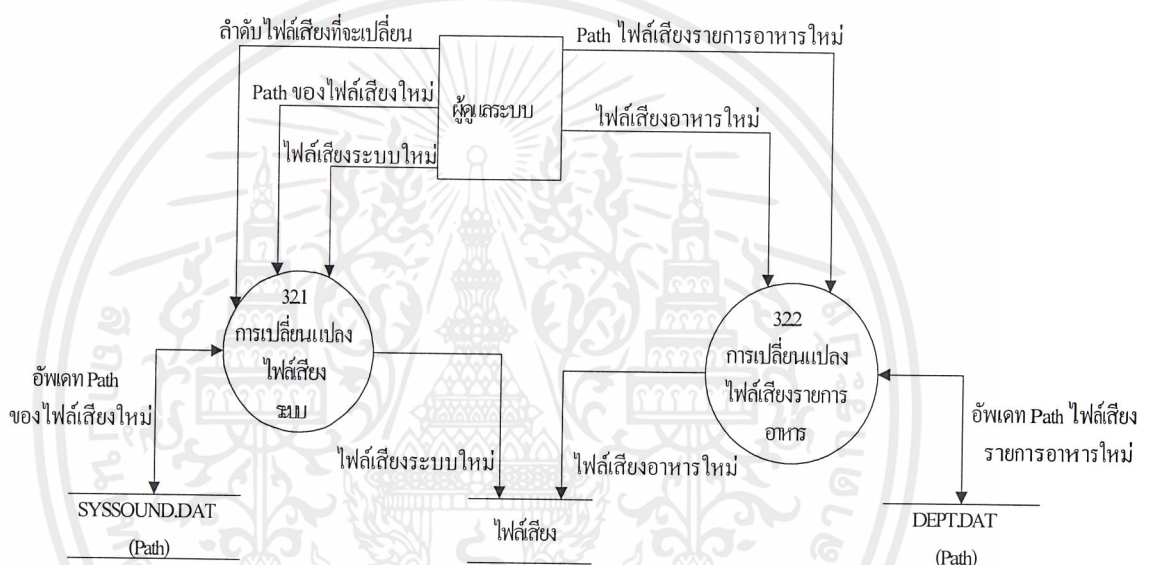 ลำดับไฟล์เสียงที่จะเปลี่ยน
Path ไฟล์เสียงรายการอาหารใหม่
Path ของไฟล์เสียงใหม่
ผู้ดูแลระบบ
ไฟล์เสียงอาหารใหม่
ไฟล์เสียงระบบใหม่
3.2.1
การเปลี่ยนแปลง
ไฟล์เสียง
ระบบ
3.2.2
การเปลี่ยนแปลง
ไฟล์เสียงรายการ
อาหาร
อัพเดท Path
ของไฟล์เสียงใหม่
อัพเดท Path ไฟล์เสียง
รายการอาหารใหม่
ไฟล์เสียงระบบใหม่
ไฟล์เสียงอาหารใหม่
SYSSOUND.DAT
(Path)
ไฟล์เสียง
DEPT.DAT
(Path)